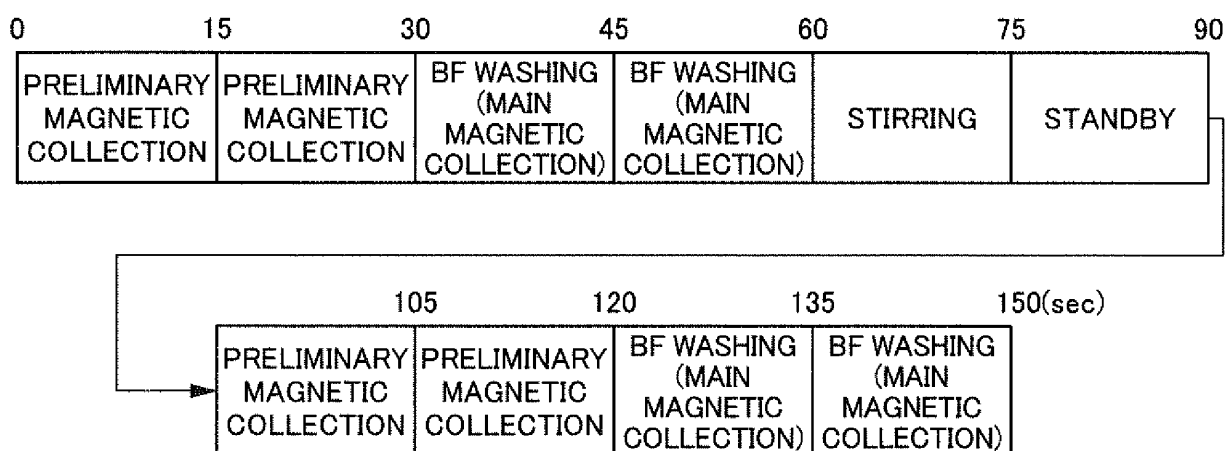 0 15 30 45 60 75 90
PRELIMINARY
MAGNETIC
COLLECTION
PRELIMINARY
MAGNETIC
COLLECTION
BF WASHING
(MAIN
MAGNETIC
COLLECTION)
BF WASHING
(MAIN
MAGNETIC
COLLECTION)
STIRRING
STANDBY
105 120 135 150(sec)
PRELIMINARY
MAGNETIC
COLLECTION
PRELIMINARY
MAGNETIC
COLLECTION
BF WASHING
(MAIN
MAGNETIC
COLLECTION)
BF WASHING
(MAIN
MAGNETIC
COLLECTION)